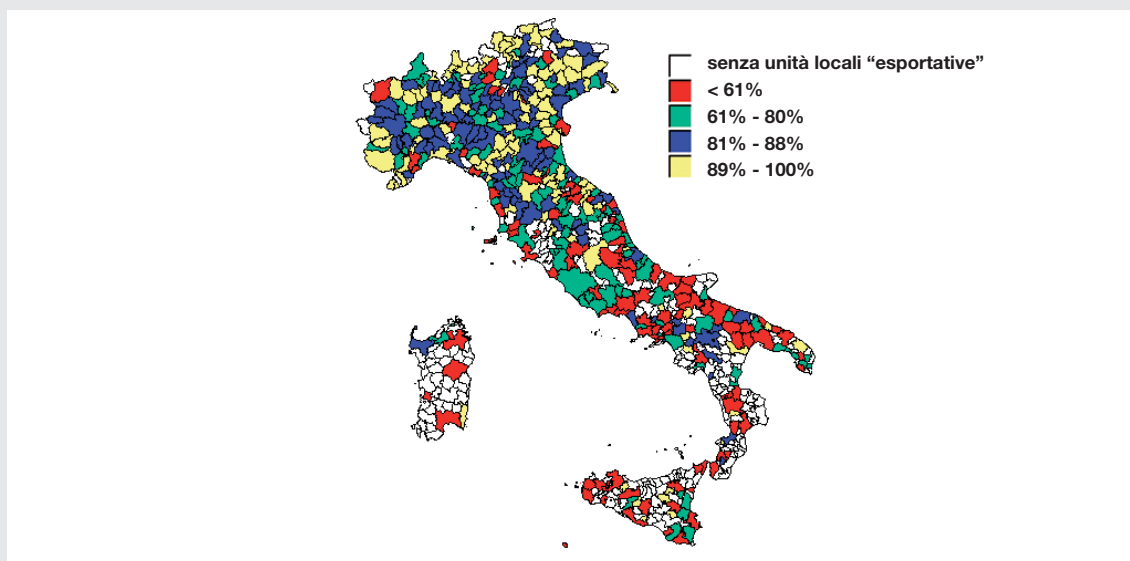 senza unità locali “esportative”
< 61%
61% - 80%
81% - 88%
89% - 100%